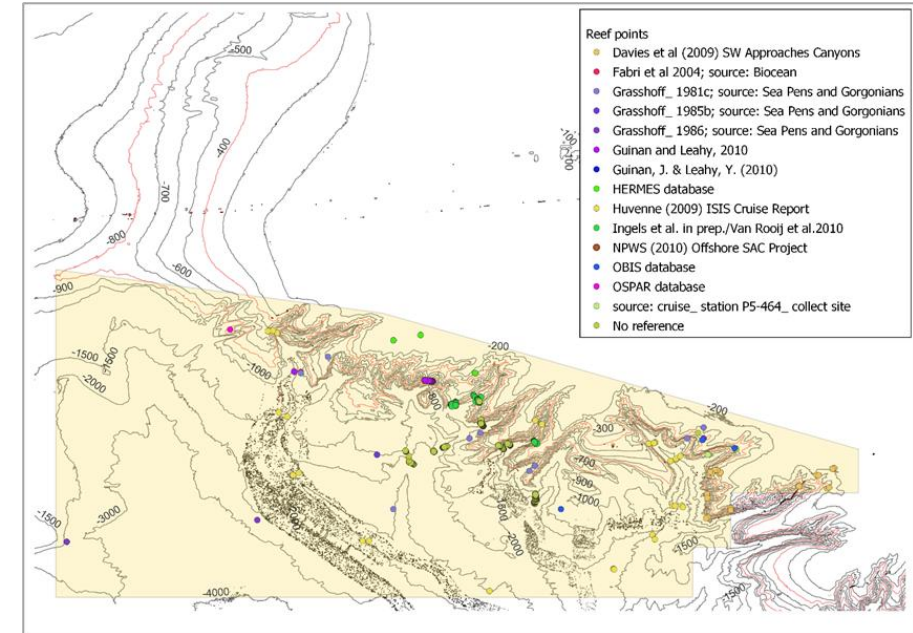 Reef points
Davies et al (2009) SW Approaches Canyons
Fabri et al 2004; source: Biocean
Grasshoff_ 1981c; source: Sea Pens and Gorgonians
Grasshoff_ 1985b; source: Sea Pens and Gorgonians
Grasshoff_ 1986; source: Sea Pens and Gorgonians
Guinan and Leahy, 2010
Guinan, J. & Leahy, Y. (2010)
HERMES database
Huvenne (2009) ISIS Cruise Report
Ingels et al. in prep./Van Rooij et al.2010
NPWS (2010) Offshore SAC Project
OBIS database
OSPAR database
source: cruise_ station P5-464_ collect site
No reference
-500
-400
-100
-700
-800
-600
-900
-200
-1500
-1500
-1000
-2000
-800
-200
-300
-700
-900
-1000
-1500
-3000
-2000
-1500
-4000
-1500